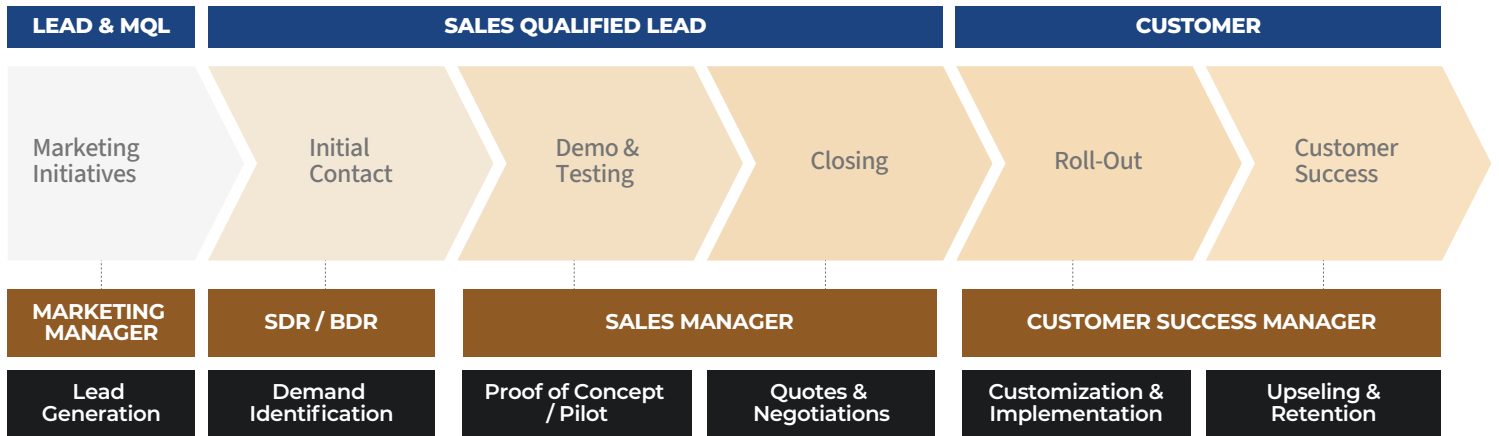 LEAD & MQL
SALES QUALIFIED LEAD
CUSTOMER
Marketing
Initiatives
Initial
Contact
Demo &
Testing
Closing
Roll-Out
Customer
Success
MARKETING
MANAGER
SDR / BDR
SALES MANAGER
CUSTOMER SUCCESS MANAGER
Lead
Generation
Demand
Identification
Proof of Concept
/ Pilot
Quotes &
Negotiations
Customization &
Implementation
Upseling &
Retention